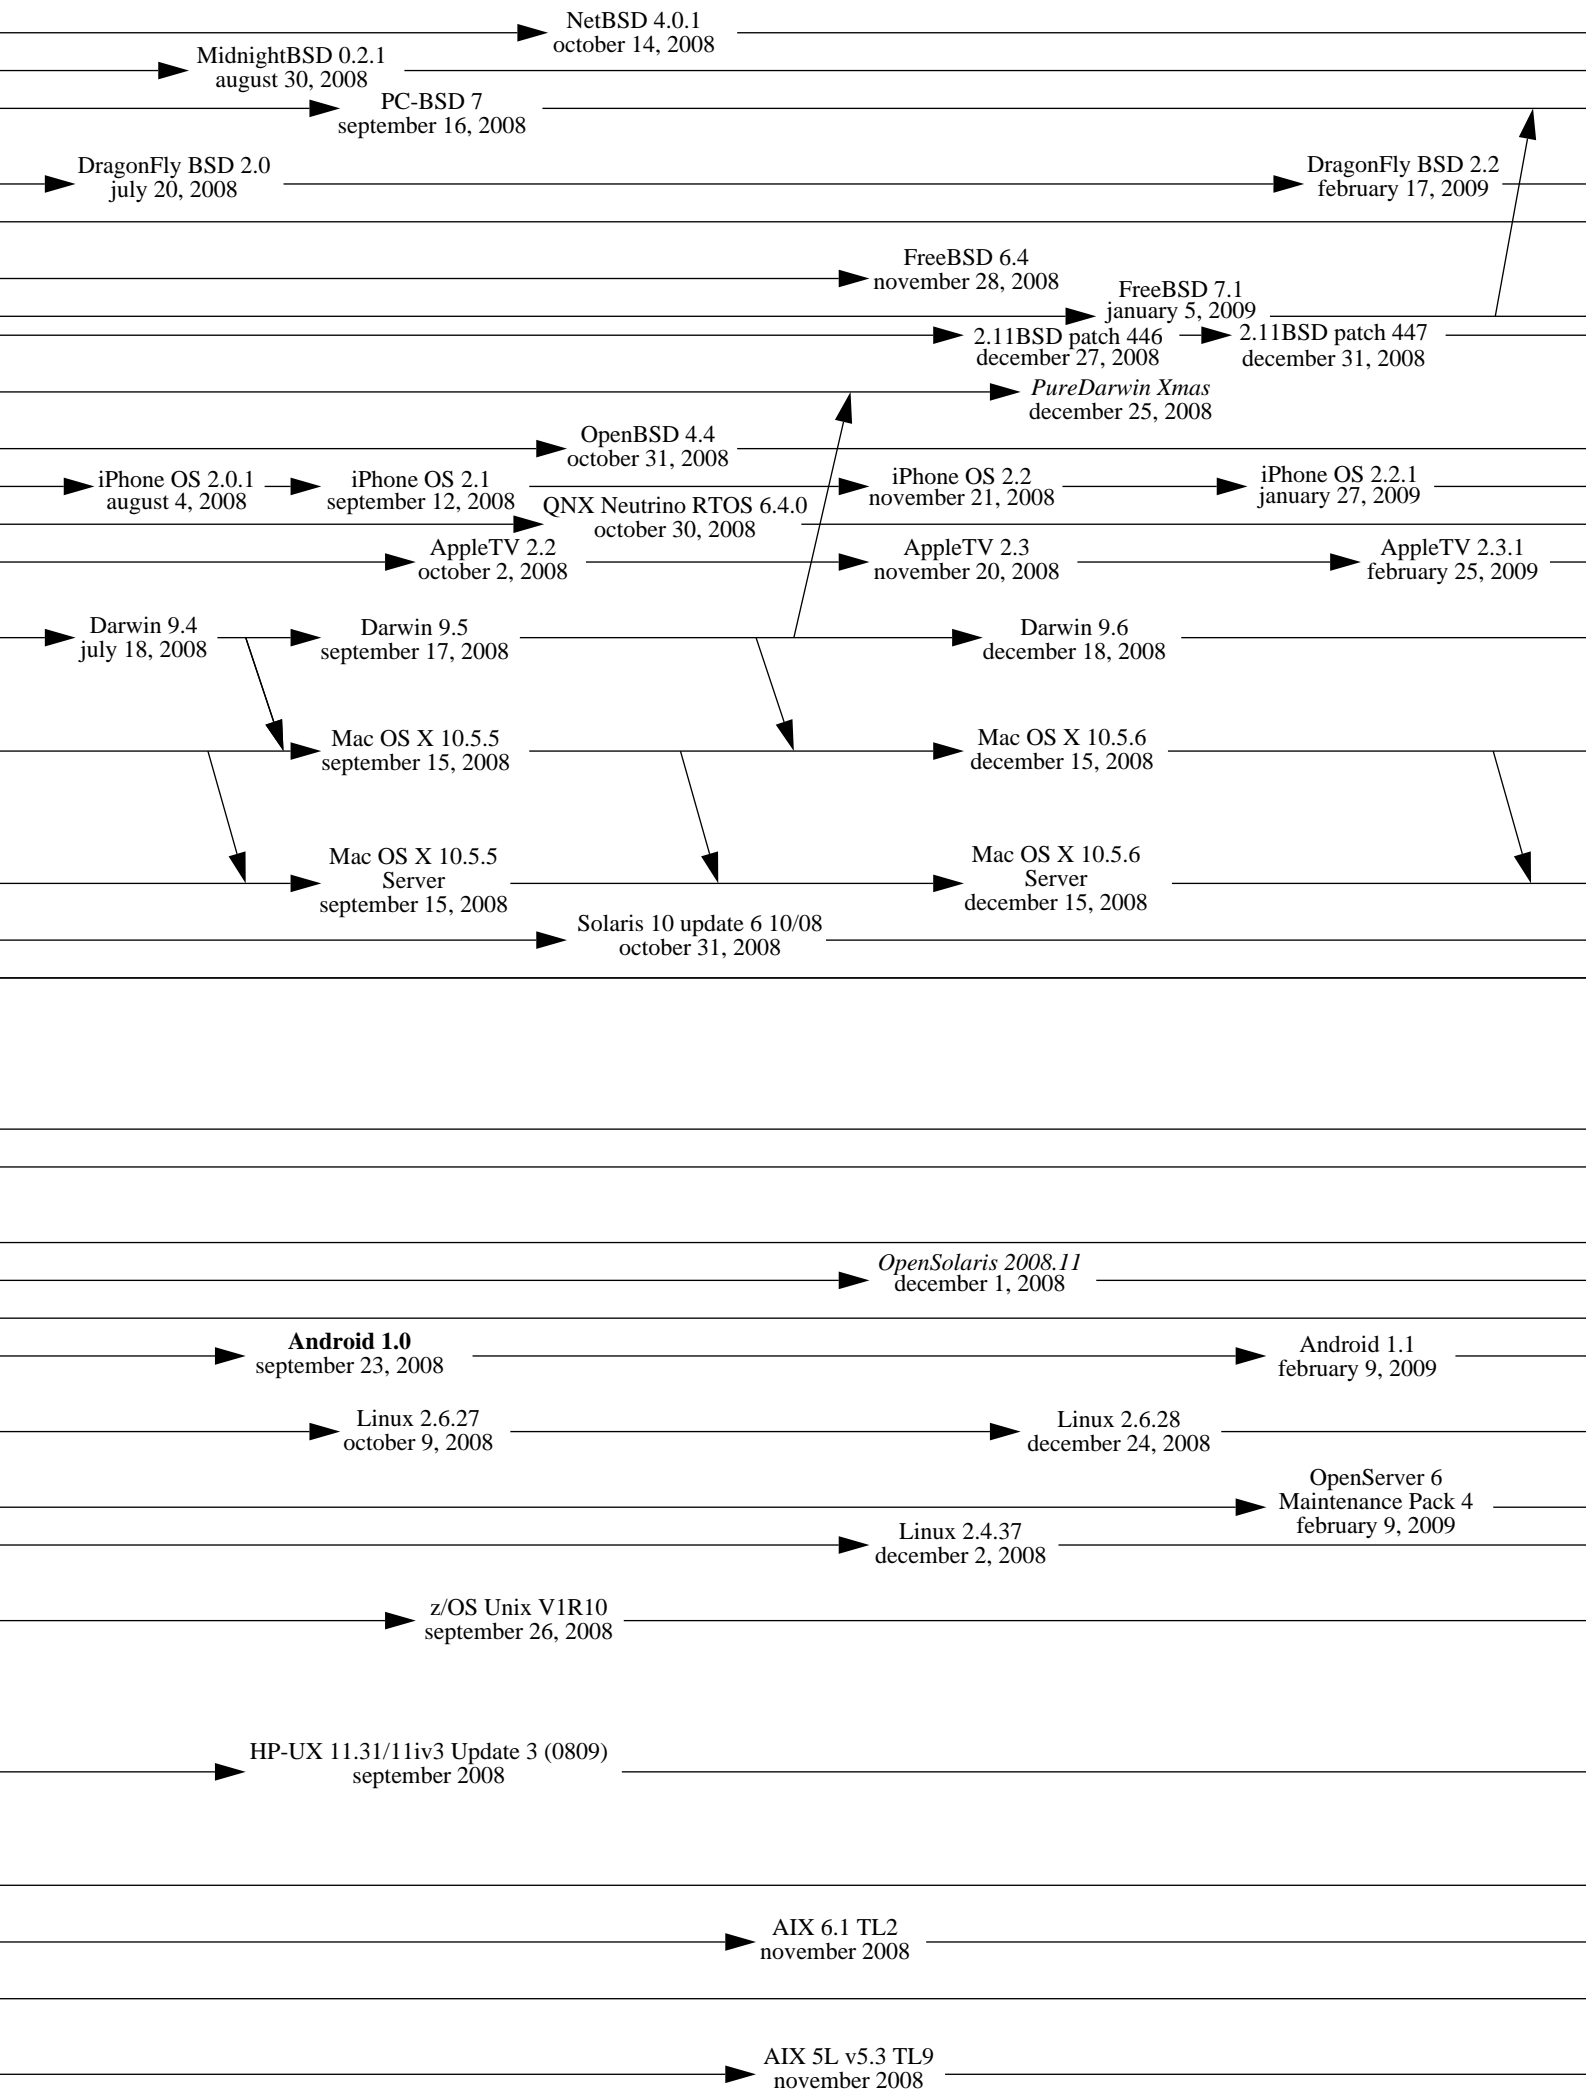 NetBSD 4.0.1
october 14, 2008
MidnightBSD 0.2.1
august 30, 2008
PC-BSD 7
september 16, 2008
DragonFly BSD 2.0
july 20, 2008
DragonFly BSD 2.2
february 17, 2009
FreeBSD 6.4
november 28, 2008
FreeBSD 7.1
january 5, 2009
2.11BSD patch 446
december 27, 2008
2.11BSD patch 447
december 31, 2008
PureDarwin Xmas
december 25, 2008
OpenBSD 4.4
october 31, 2008
iPhone OS 2.0.1
august 4, 2008
iPhone OS 2.1
september 12, 2008
iPhone OS 2.2
november 21, 2008
iPhone OS 2.2.1
january 27, 2009
QNX Neutrino RTOS 6.4.0
october 30, 2008
AppleTV 2.2
october 2, 2008
AppleTV 2.3
november 20, 2008
AppleTV 2.3.1
february 25, 2009
Darwin 9.4
july 18, 2008
Darwin 9.5
september 17, 2008
Darwin 9.6
december 18, 2008
Mac OS X 10.5.5
september 15, 2008
Mac OS X 10.5.6
december 15, 2008
Mac OS X 10.5.5
Server
september 15, 2008
Mac OS X 10.5.6
Server
december 15, 2008
Solaris 10 update 6 10/08
october 31, 2008
OpenSolaris 2008.11
december 1, 2008
Android 1.0
september 23, 2008
Android 1.1
february 9, 2009
Linux 2.6.27
october 9, 2008
Linux 2.6.28
december 24, 2008
OpenServer 6
Maintenance Pack 4
february 9, 2009
Linux 2.4.37
december 2, 2008
z/OS Unix V1R10
september 26, 2008
HP-UX 11.31/11iv3 Update 3 (0809)
september 2008
AIX 6.1 TL2
november 2008
AIX 5L v5.3 TL9
november 2008